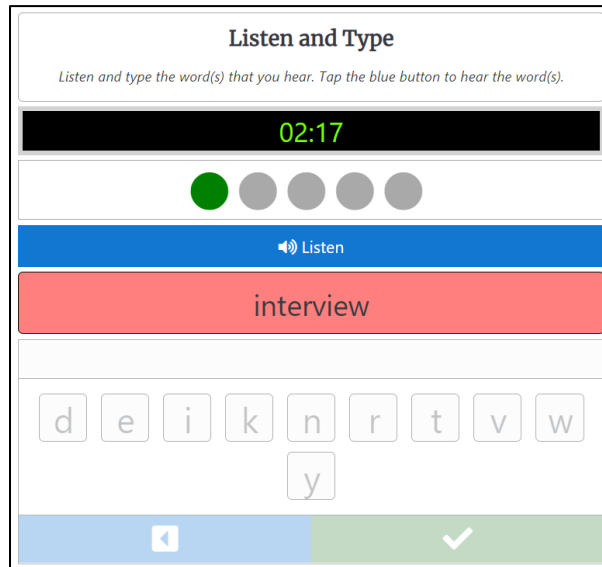 Listen and Type
Listen and type the word(s) that you hear. Tap the blue button to hear the word(s).
02:17
Listen
interview
d e i k n r t v w
y